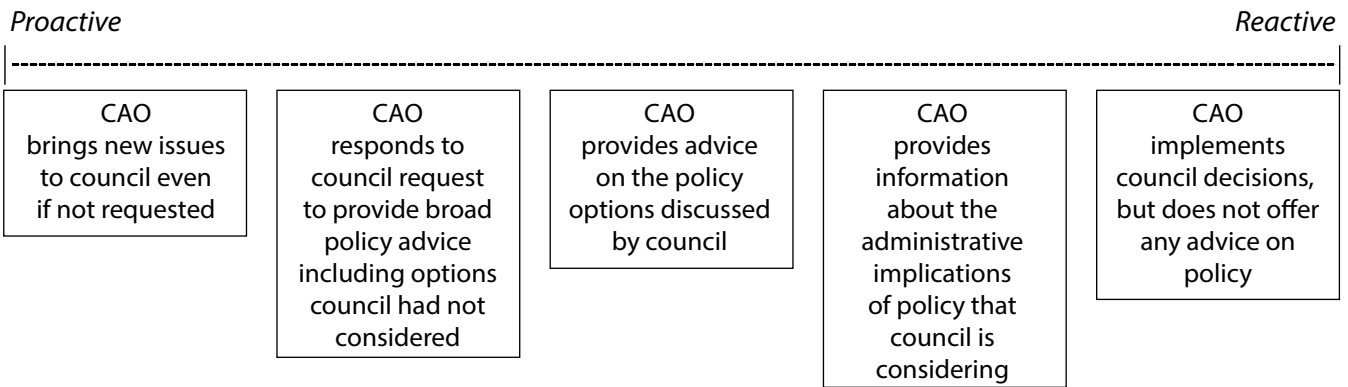 Proactive
Reactive
CAO
brings new issues
to council even
if not requested
CAO
responds to
council request
to provide broad
policy advice
including options
council had not
considered
CAO
provides advice
on the policy
options discussed
by council
CAO
provides
information
about the
administrative
implications
of policy that
council is
considering
CAO
implements
council decisions,
but does not offer
any advice on
policy